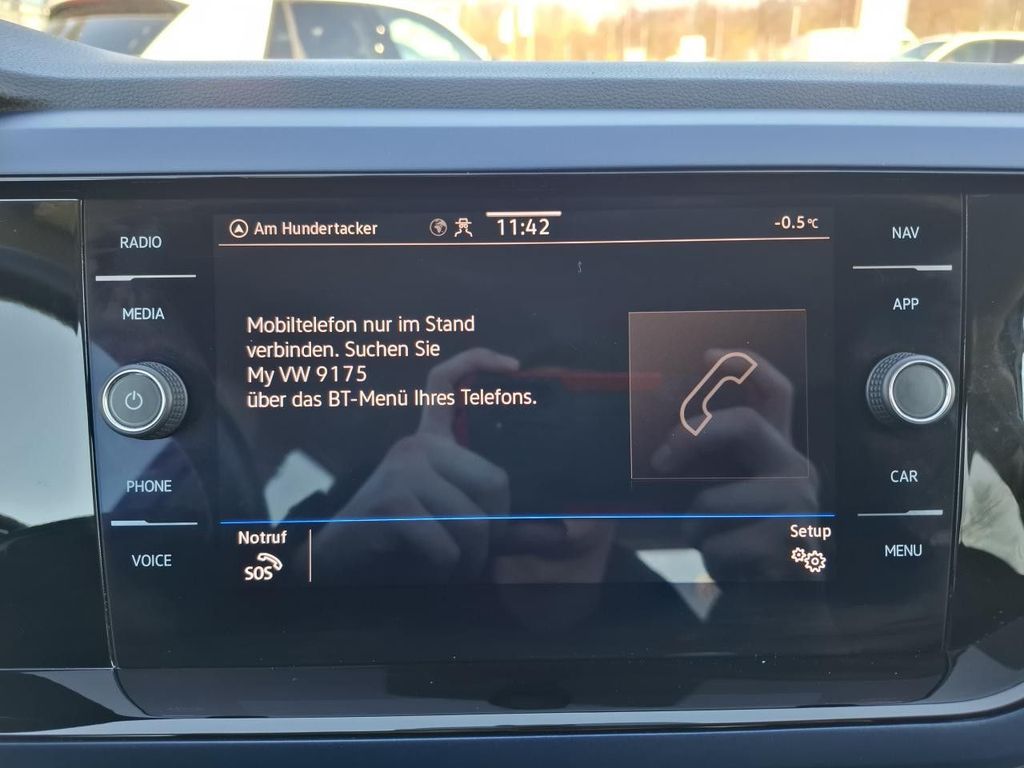 RADIO
MEDIA
PHONE
VOICE
Am Hundertacker
11:42
-0.5°C
Mobiltelefon nur im Stand
verbinden. Suchen Sie
My VW 9175
über das BT-Menü Ihres Telefons.
Notruf
SOS
Setup
NAV
APP
CAR
MENU